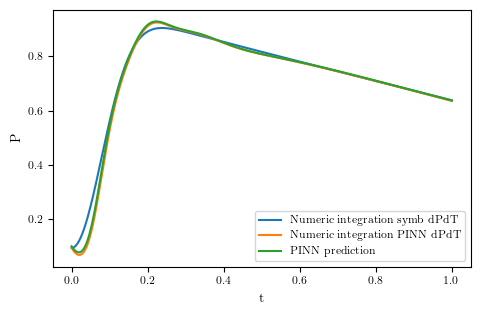 0.8
0.6
P
0.4
0.2
Numeric integration symb dPdT
Numeric integration PINN dPdT
PINN prediction
0.0 0.2 0.4 0.6 0.8 1.0
t